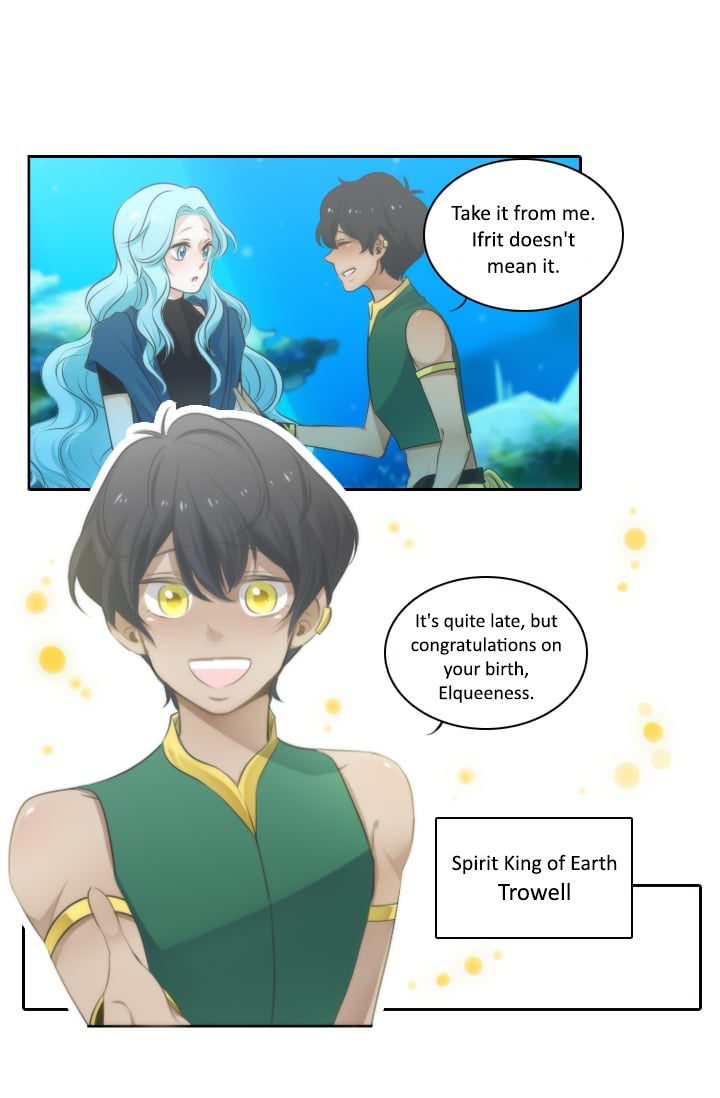 Take it from me.
Ifrit doesn't
mean it.
It's quite late, but
congratulations on
your birth,
Elqueeness.
Spirit King of Earth
Trowell